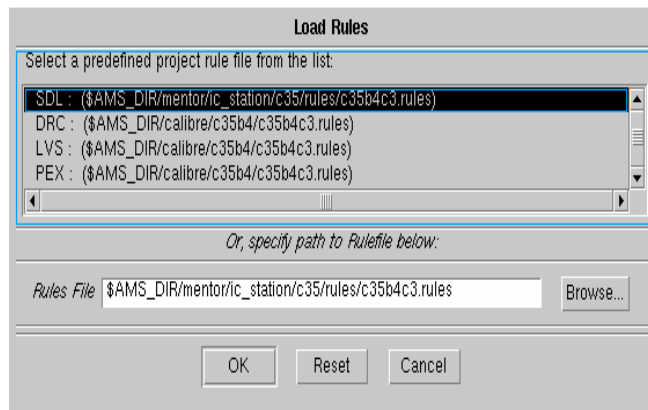 Load Rules
Select a predefined project rule file from the list:
SDL : ($AMS_DIR/mentor/ic_station/c35/rules/c35b4c3.rules)
DRC : ($AMS_DIR/calibre/c35b4/c35b4c3.rules)
LVS : ($AMS_DIR/calibre/c35b4/c35b4c3.rules)
PEX : ($AMS_DIR/calibre/c35b4/c35b4c3.rules)
Or, specify path to Rulefile below:
Rules File $AMS_DIR/mentor/ic_station/c35/rules/c35b4c3.rules Browse...
OK Reset Cancel